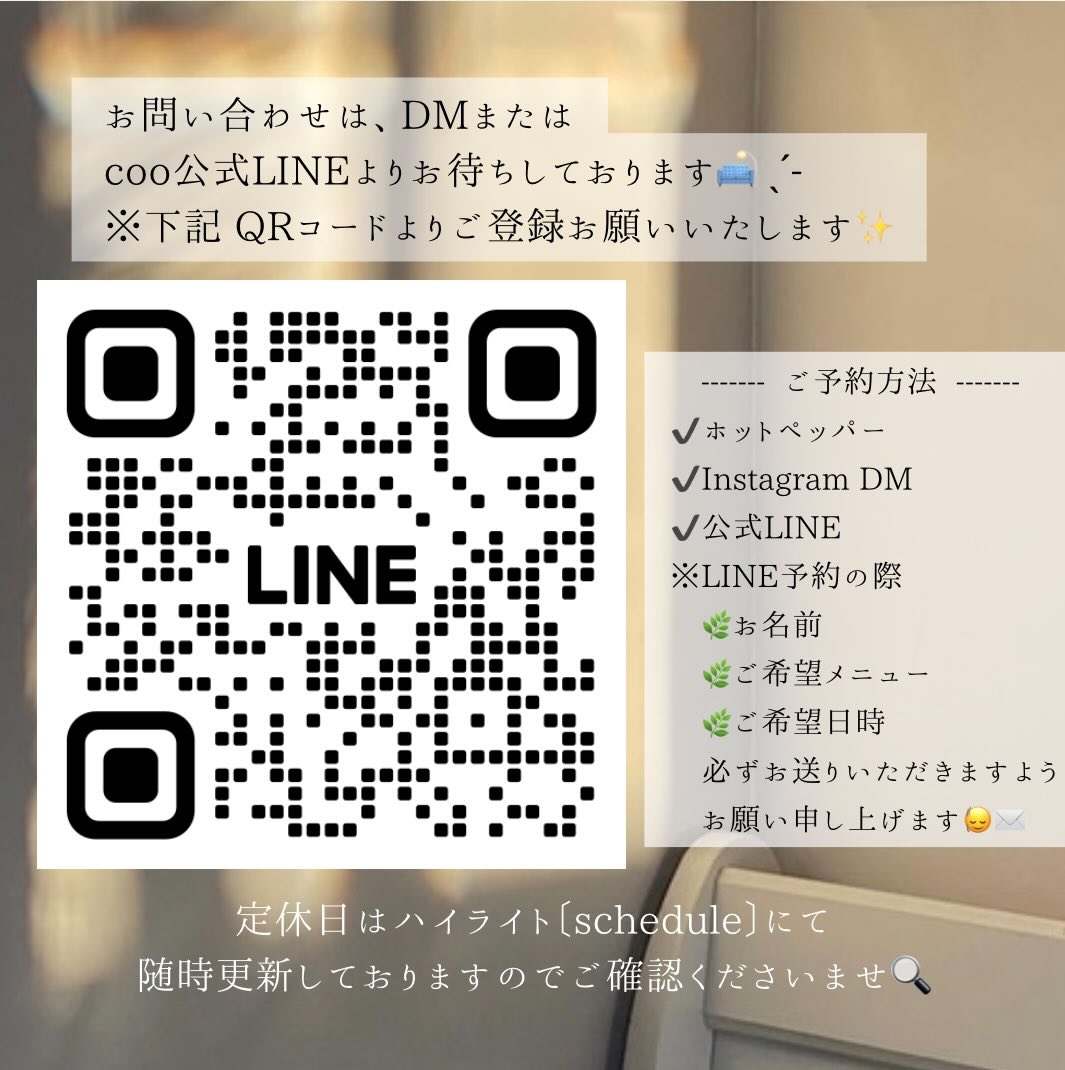 お問い合わせは、DMまたは
coo公式LINEよりお待ちしております🛋️ ˎˊ˗
※下記 QRコードよりご登録お願いいたします✨
LINE
------- ご予約方法 -------
✔️ホットペッパー
✔️Instagram DM
✔️公式LINE
※LINE予約の際
🌿お名前
🌿ご希望メニュー
🌿ご希望日時
必ずお送りいただきますよう
お願い申し上げます😌✉️
定休日はハイライト〔schedule〕にて
随時更新しておりますのでご確認くださいませ🔍